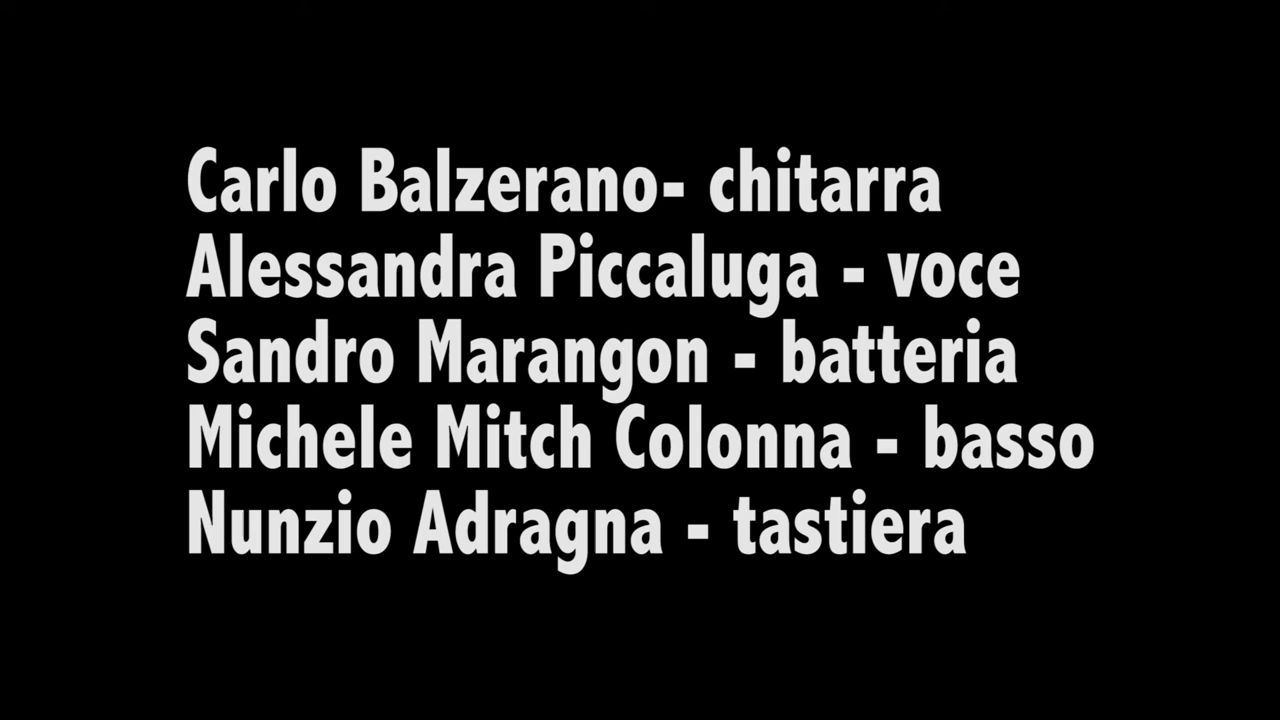 Carlo Balzerano- chitarra
Alessandra Piccaluga - voce
Sandro Marangon - batteria
Michele Mitch Colonna - basso
Nunzio Adragna - tastiera